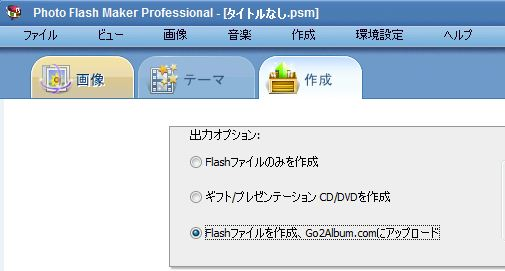 Photo Flash Maker Professional - [タイトルなし.psm]
ファイル ビュー 画像 音楽 作成 環境設定 ヘルプ
画像 テーマ 作成
出力オプション:
Flashファイルのみを作成
ギフト/プレゼンテーション CD/DVDを作成
Flashファイルを作成、Go2Album.comにアップロード